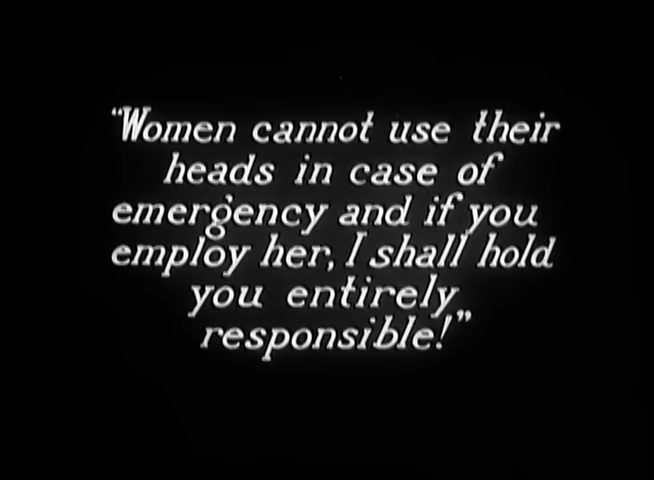 "Women cannot use their
heads in case of
emergency and if you
employ her, I shall hold
you entirely
responsible!"